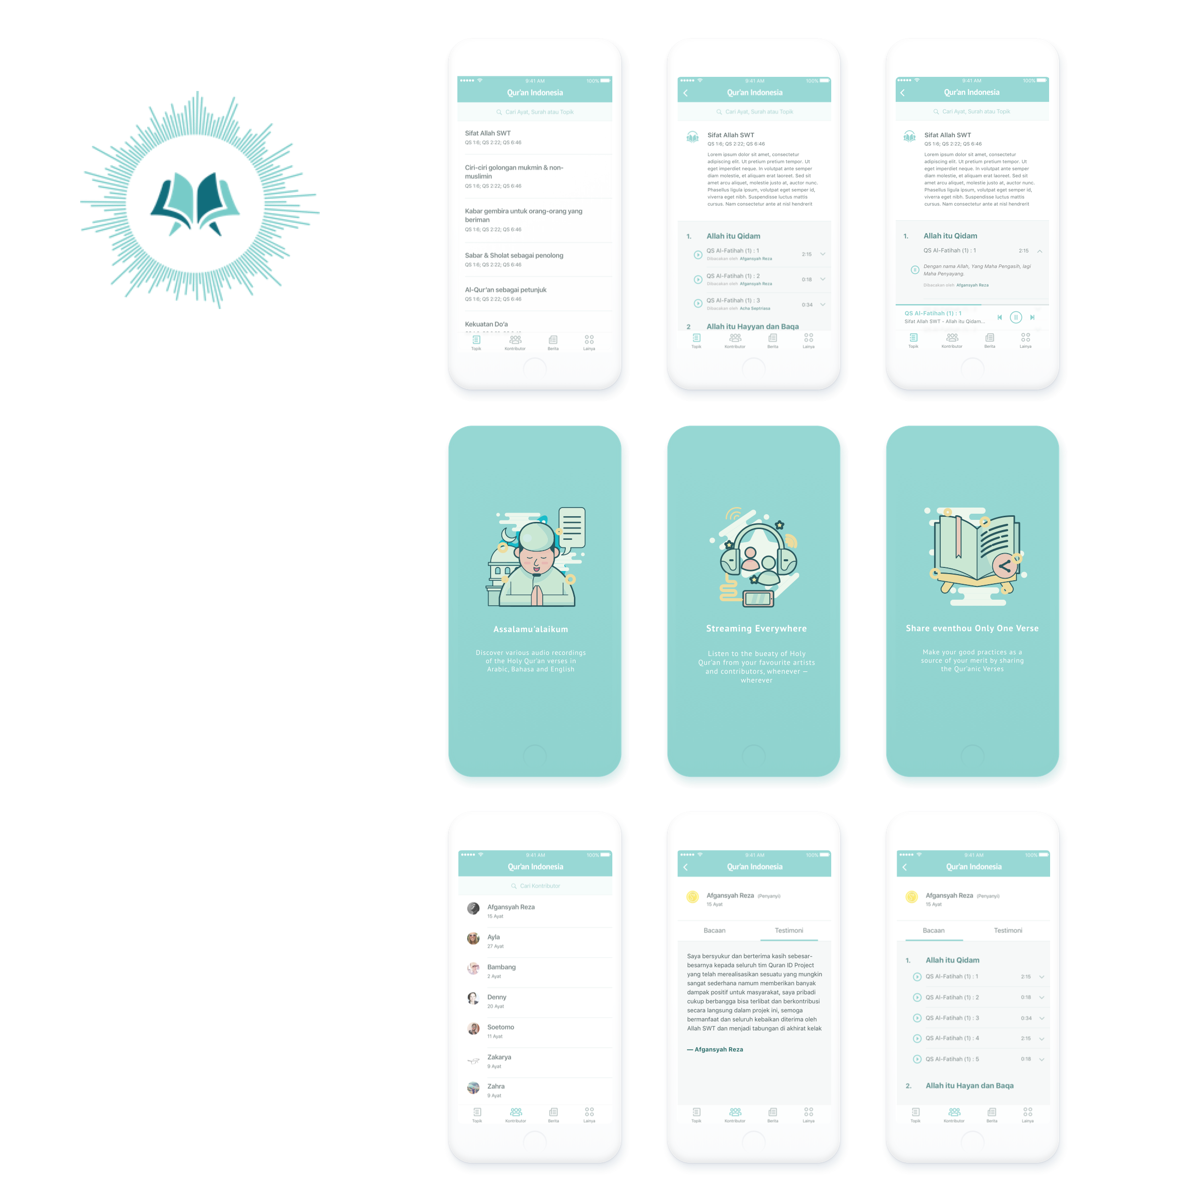 9:41 AM
100%
Qur'an Indonesia
Cari Ayat, Surah atau Topik
Sifat Allah SWT
QS 1:6; QS 2:22; QS 6:46
Ciri-ciri golongan mukmin & non-
muslimin
QS 1:6; QS 2:22; QS 6:46
Kabar gembira untuk orang-orang yang
beriman
QS 1:6; QS 2:22; QS 6:46
Sabar & Sholat sebagai penolong
QS 1:6; QS 2:22; QS 6:46
Al-Qur'an sebagai petunjuk
QS 1:6; QS 2:22; QS 6:46
Kekuatan Do'a
Topik Kontributor Berita Lainya
9:41 AM
100%
Qur'an Indonesia
Cari Ayat, Surah atau Topik
Sifat Allah SWT
QS 1:6; QS 2:22; QS 6:46
Lorem ipsum dolor sit amet, consectetur
adipiscing elit. Ut pretium pretium tempor. Ut
eget imperdiet neque. In volutpat ante semper
diam molestie, et aliquam erat laoreet. Sed sit
amet arcu aliquet, molestie justo at, auctor nunc.
Phasellus ligula ipsum, volutpat eget semper id,
viverra eget nibh. Suspendisse luctus mattis
cursus. Nam consectetur ante at nisl hendrerit
1. Allah itu Qidam
QS Al-Fatihah (1) : 1 2:15
Dibacakan oleh Afgansyah Reza
QS Al-Fatihah (1) : 2 0:18
Dibacakan oleh Afgansyah Reza
QS Al-Fatihah (1) : 3 0:34
Dibacakan oleh Acha Septriasa
2 Allah itu Hayyan dan Baqa
Topik Kontributor Berita Lainya
9:41 AM
100%
Qur'an Indonesia
Cari Ayat, Surah atau Topik
Sifat Allah SWT
QS 1:6; QS 2:22; QS 6:46
Lorem ipsum dolor sit amet, consectetur
adipiscing elit. Ut pretium pretium tempor. Ut
eget imperdiet neque. In volutpat ante semper
diam molestie, et aliquam erat laoreet. Sed sit
amet arcu aliquet, molestie justo at, auctor nunc.
Phasellus ligula ipsum, volutpat eget semper id,
viverra eget nibh. Suspendisse luctus mattis
cursus. Nam consectetur ante at nisl hendrerit
1. Allah itu Qidam
QS Al-Fatihah (1) : 1 2:15
Dengan nama Allah, Yang Maha Pengasih, lagi
Maha Penyayang.
Dibacakan oleh Afgansyah Reza
QS Al-Fatihah (1) : 1
Sifat Allah SWT - Allah itu Qidam...
Topik Kontributor Berita Lainya
Assalamu'alaikum
Discover various audio recordings
of the Holy Qur'an verses in
Arabic, Bahasa and English
Streaming Everywhere
Listen to the bueaty of Holy
Qur'an from your favourite artists
and contributors, whenever —
wherever
Share eventhou Only One Verse
Make your good practices as a
source of your merit by sharing
the Qur'anic Verses
9:41 AM
100%
Qur'an Indonesia
Cari Kontributor
Afgansyah Reza
15 Ayat
Ayla
27 Ayat
Bambang
2 Ayat
Denny
20 Ayat
Soetomo
11 Ayat
Zakarya
9 Ayat
Zahra
9 Ayat
Topik Kontributor Berita Lainya
9:41 AM
100%
Qur'an Indonesia
Afgansyah Reza (Penyanyi)
15 Ayat
Bacaan Testimoni
Saya bersyukur dan berterima kasih sebesar-
besarnya kepada seluruh tim Quran ID Project
yang telah merealisasikan sesuatu yang mungkin
sangat sederhana namum memberikan banyak
dampak positif untuk masyarakat, saya pribadi
cukup berbangga bisa terlibat dan berkontribusi
secara langsung dalam projek ini, semoga
bermanfaat dan seluruh kebaikan diterima oleh
Allah SWT dan menjadi tabungan di akhirat kelak
— Afgansyah Reza
Topik Kontributor Berita Lainya
9:41 AM
100%
Qur'an Indonesia
Afgansyah Reza (Penyanyi)
15 Ayat
Bacaan Testimoni
1. Allah itu Qidam
QS Al-Fatihah (1) : 1 2:15
QS Al-Fatihah (1) : 2 0:18
QS Al-Fatihah (1) : 3 0:34
QS Al-Fatihah (1) : 4 2:15
QS Al-Fatihah (1) : 5 0:18
2. Allah itu Hayan dan Baqa
Topik Kontributor Berita Lainya